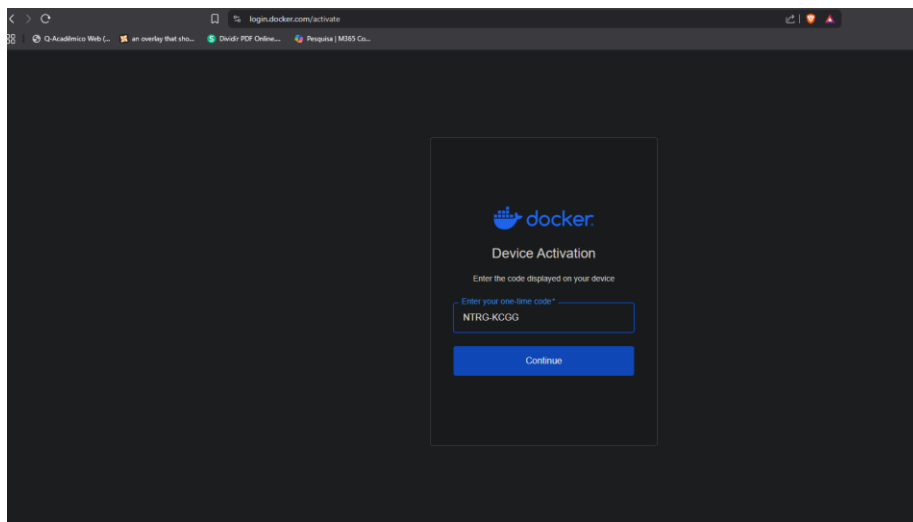 login.docker.com/activate
Q-Acadêmico Web (... an overlay that sho... Dividir PDF Online... Pesquisa | M365 Co...
docker
Device Activation
Enter the code displayed on your device
Enter your one-time code*
NTRG-KCGG
Continue